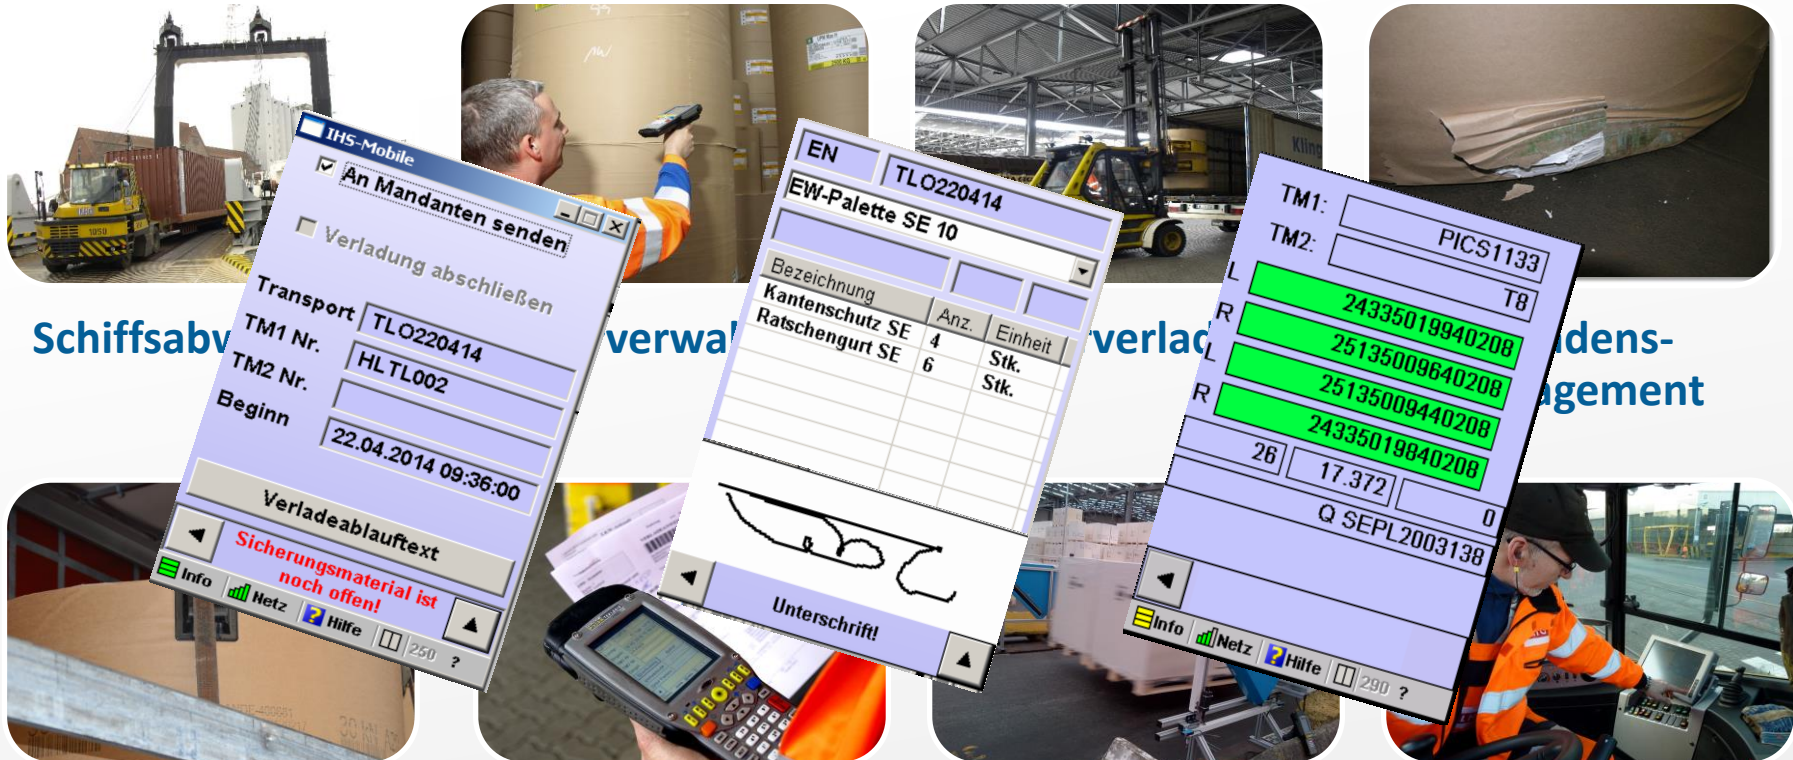 IHS-Mobile
An Mandanten senden
Verladung abschließen
Transport TLO220414
TM1 Nr. HLTL002
TM2 Nr.
Beginn 22.04.2014 09:36:00
Verladeablauftext
Sicherungsmaterial ist
noch offen!
Info Netz Hilfe 250 ?
EN TLO220414
EW-Palette SE 10
Bezeichnung Anz. Einheit
Kantenschutz SE 4 Stk.
Ratschengurt SE 6 Stk.
Unterschrift!
TM1: PICS1133
TM2: T8
L 24335019940208
R 25135009640208
L 25135009440208
R 24335019840208
26 17.372 0
Q SEPL2003138
Info Netz Hilfe 290 ?
Schiffsabw
verwal
verlad
dens-
agement
1050